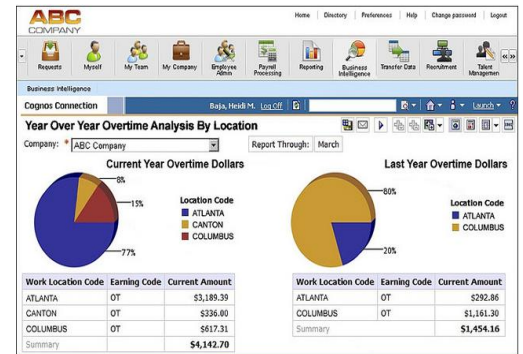 ABC
COMPANY
Home Directory Preferences Help Change password Logout
Requests Myself My Team My Company Employee Admin Payroll Processing Reporting Business Intelligence Transfer Data Recruitment Talent Managemen
Business Intelligence
Cognos Connection Baja, Heidi M. Log Off Launch ?
Year Over Year Overtime Analysis By Location
Company: * ABC Company Report Through: March
Current Year Overtime Dollars
8%
15%
77%
Location Code
ATLANTA
CANTON
COLUMBUS
Last Year Overtime Dollars
80%
20%
Location Code
ATLANTA
COLUMBUS
Work Location Code Earning Code Current Amount
ATLANTA OT $3,189.39
CANTON OT $336.00
COLUMBUS OT $617.31
Summary $4,142.70
Work Location Code Earning Code Current Amount
ATLANTA OT $292.86
COLUMBUS OT $1,161.30
Summary $1,454.16